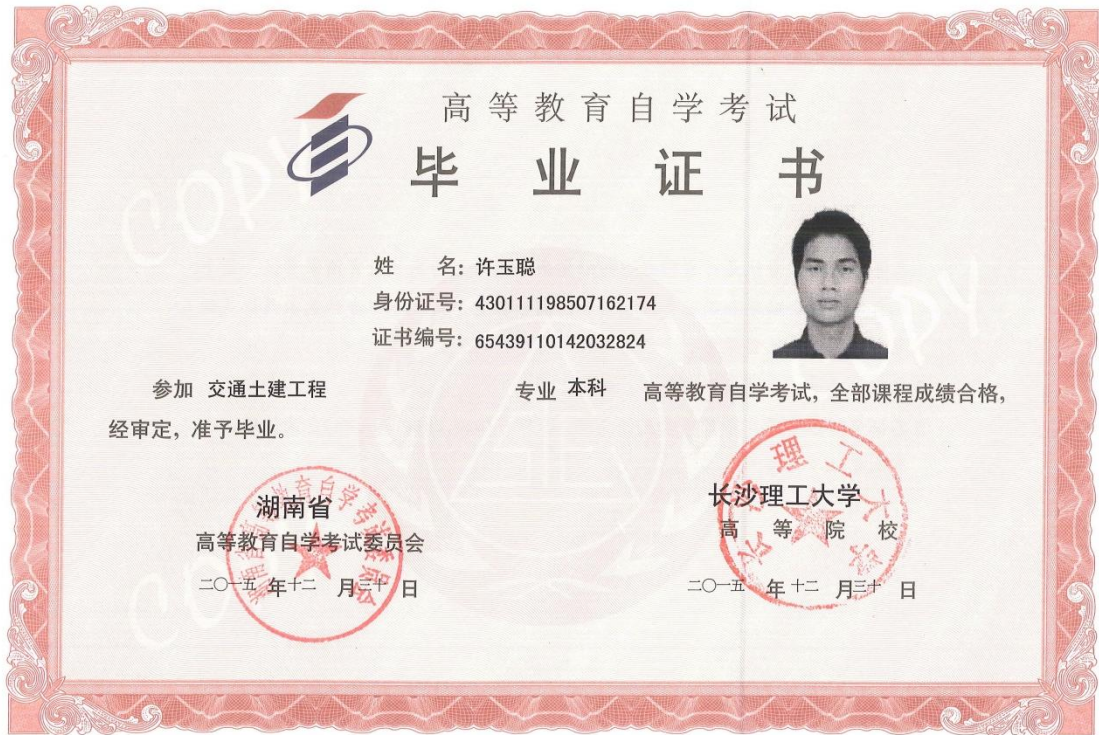 高等教育自学考试
毕业证书
姓 名: 许玉聪
身份证号: 430111198507162174
证书编号: 65439110142032824
参加 交通土建工程 专业 本科 高等教育自学考试, 全部课程成绩合格,
经审定, 准予毕业。
湖南省
高等教育自学考试委员会
二〇一五 年 十二 月 三十 日
长沙理工大学
高等院校
二〇一五 年 十二 月 三十 日
COPY
COPY
COPY